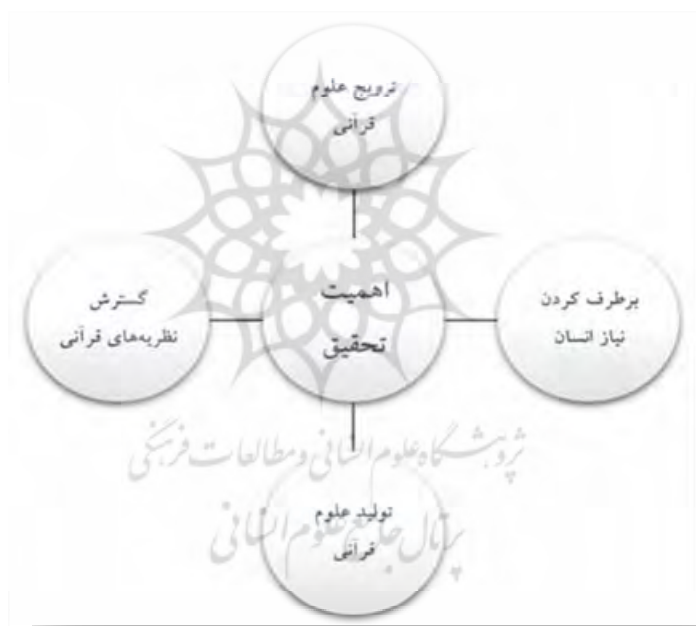 ترویج علوم
قرآنی
برطرف کردن
نیاز انسان
اهمیت
تحقیق
گسترش
نظریه‌های قرآنی
پژوهشگاه علوم انسانی و مطالعات فرهنگی
تولید علوم
قرآنی
پرتال جامع علوم انسانی